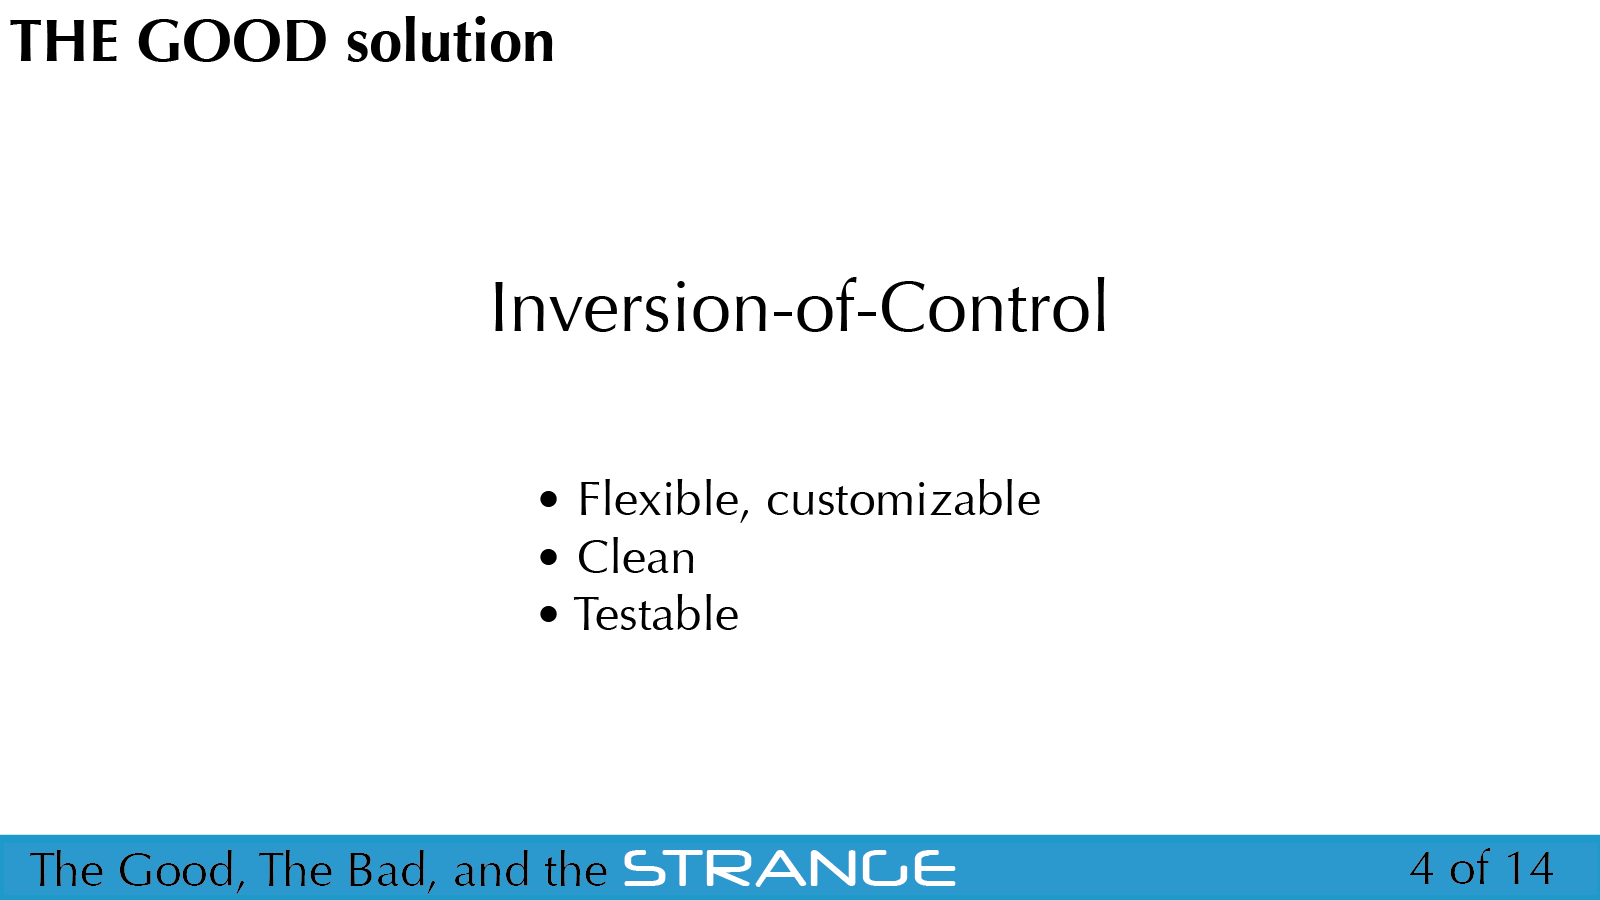 THE GOOD solution
Inversion-of-Control
• Flexible, customizable
• Clean
• Testable
The Good, The Bad, and the STRANGE
4 of 14